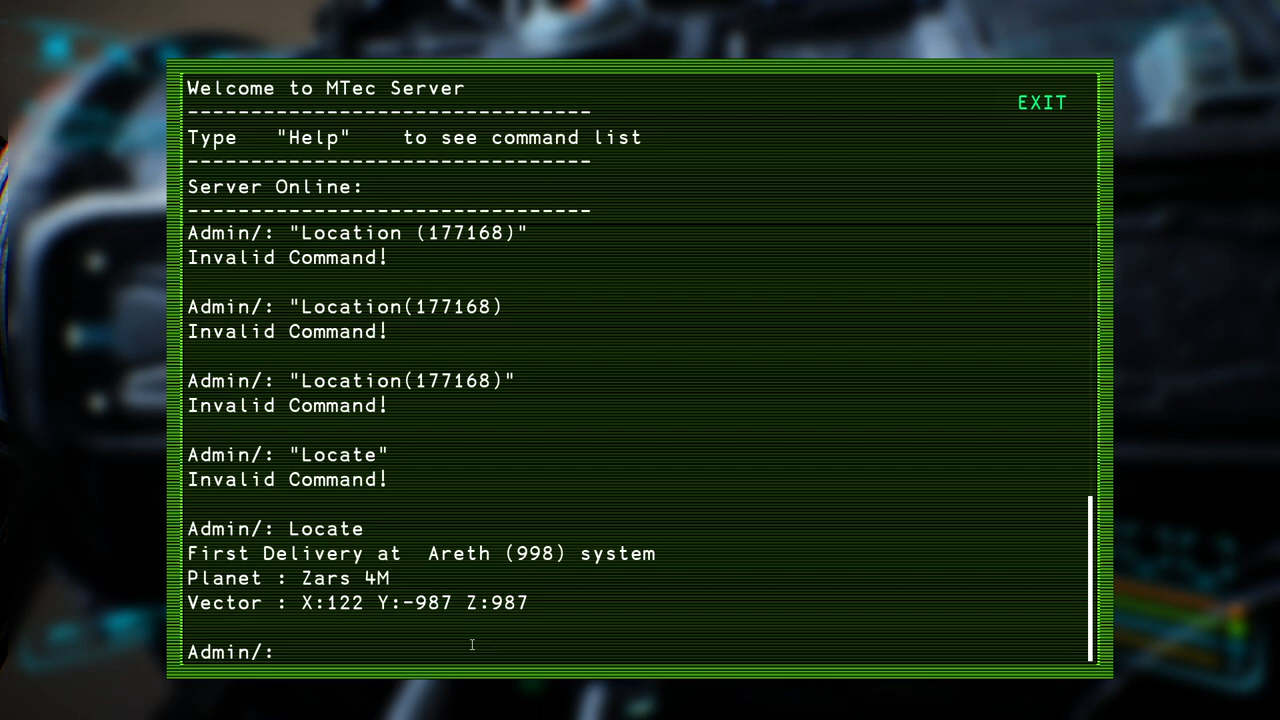 Welcome to MTec Server
EXIT
--------------------------------
Type "Help" to see command list
--------------------------------
Server Online:
--------------------------------
Admin/: "Location (177168)"
Invalid Command!
Admin/: "Location(177168)
Invalid Command!
Admin/: "Location(177168)"
Invalid Command!
Admin/: "Locate"
Invalid Command!
Admin/: Locate
First Delivery at Areth (998) system
Planet : Zars 4M
Vector : X:122 Y:-987 Z:987
Admin/: